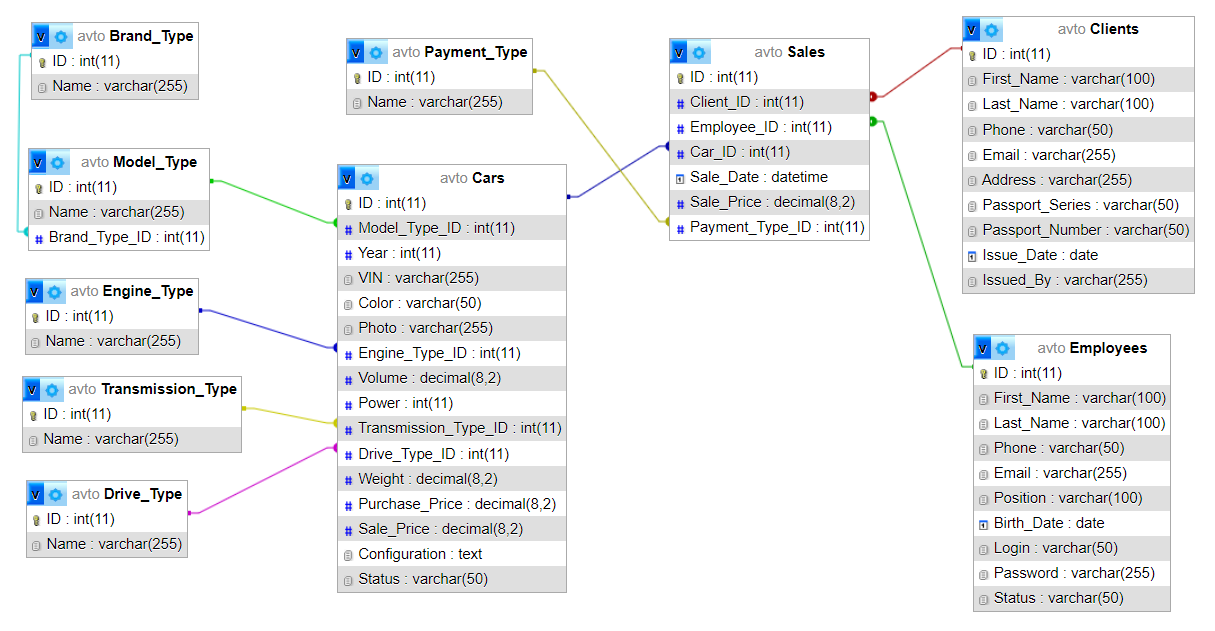 avto Brand_Type
ID : int(11)
Name : varchar(255)
avto Model_Type
ID : int(11)
Name : varchar(255)
Brand_Type_ID : int(11)
avto Engine_Type
ID : int(11)
Name : varchar(255)
avto Transmission_Type
ID : int(11)
Name : varchar(255)
avto Drive_Type
ID : int(11)
Name : varchar(255)
avto Payment_Type
ID : int(11)
Name : varchar(255)
avto Cars
ID : int(11)
Model_Type_ID : int(11)
Year : int(11)
VIN : varchar(255)
Color : varchar(50)
Photo : varchar(255)
Engine_Type_ID : int(11)
Volume : decimal(8,2)
Power : int(11)
Transmission_Type_ID : int(11)
Drive_Type_ID : int(11)
Weight : decimal(8,2)
Purchase_Price : decimal(8,2)
Sale_Price : decimal(8,2)
Configuration : text
Status : varchar(50)
avto Sales
ID : int(11)
Client_ID : int(11)
Employee_ID : int(11)
Car_ID : int(11)
Sale_Date : datetime
Sale_Price : decimal(8,2)
Payment_Type_ID : int(11)
avto Clients
ID : int(11)
First_Name : varchar(100)
Last_Name : varchar(100)
Phone : varchar(50)
Email : varchar(255)
Address : varchar(255)
Passport_Series : varchar(50)
Passport_Number : varchar(50)
Issue_Date : date
Issued_By : varchar(255)
avto Employees
ID : int(11)
First_Name : varchar(100)
Last_Name : varchar(100)
Phone : varchar(50)
Email : varchar(255)
Position : varchar(100)
Birth_Date : date
Login : varchar(50)
Password : varchar(255)
Status : varchar(50)